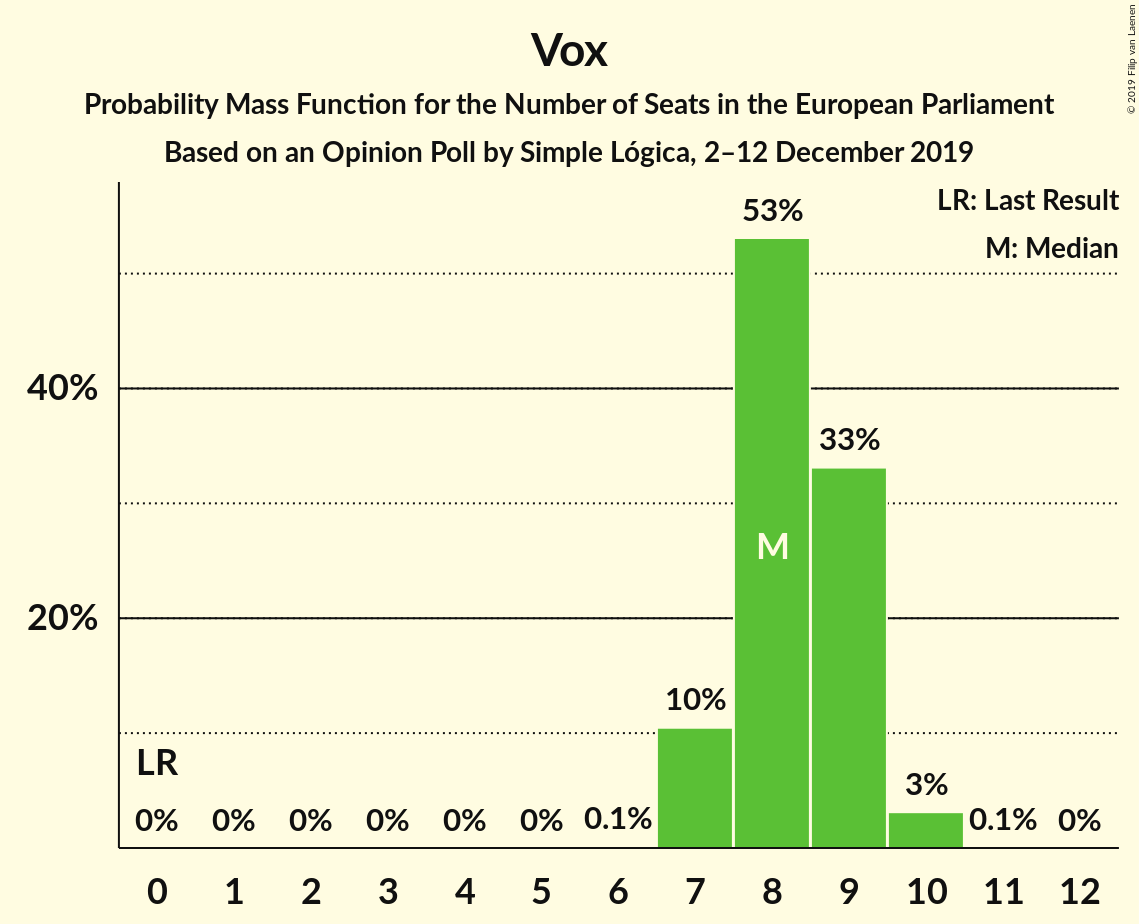 Vox
Probability Mass Function for the Number of Seats in the European Parliament
Based on an Opinion Poll by Simple Lógica, 2–12 December 2019
© 2019 Filip van Laenen
LR: Last Result
M: Median
53%
40%
33%
M
20%
10%
LR
3%
0% 0% 0% 0% 0% 0% 0.1% 0.1% 0%
0 1 2 3 4 5 6 7 8 9 10 11 12